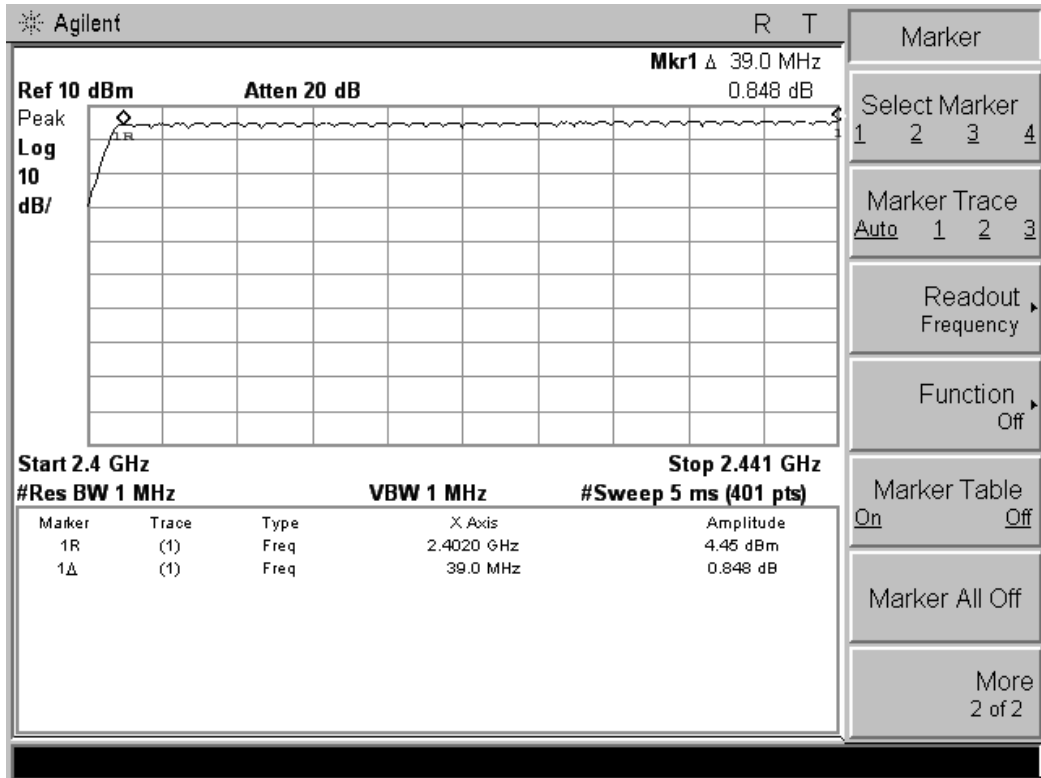 Agilent R T
Mkr1 Δ 39.0 MHz
Ref 10 dBm Atten 20 dB 0.848 dB
Peak
Log
10
dB/
1R
1
Start 2.4 GHz Stop 2.441 GHz
#Res BW 1 MHz VBW 1 MHz #Sweep 5 ms (401 pts)
Marker Trace Type X Axis Amplitude
1R (1) Freq 2.4020 GHz 4.45 dBm
1Δ (1) Freq 39.0 MHz 0.848 dB
Marker
Select Marker
1 2 3 4
Marker Trace
Auto 1 2 3
Readout
Frequency
Function
Off
Marker Table
On Off
Marker All Off
More
2 of 2